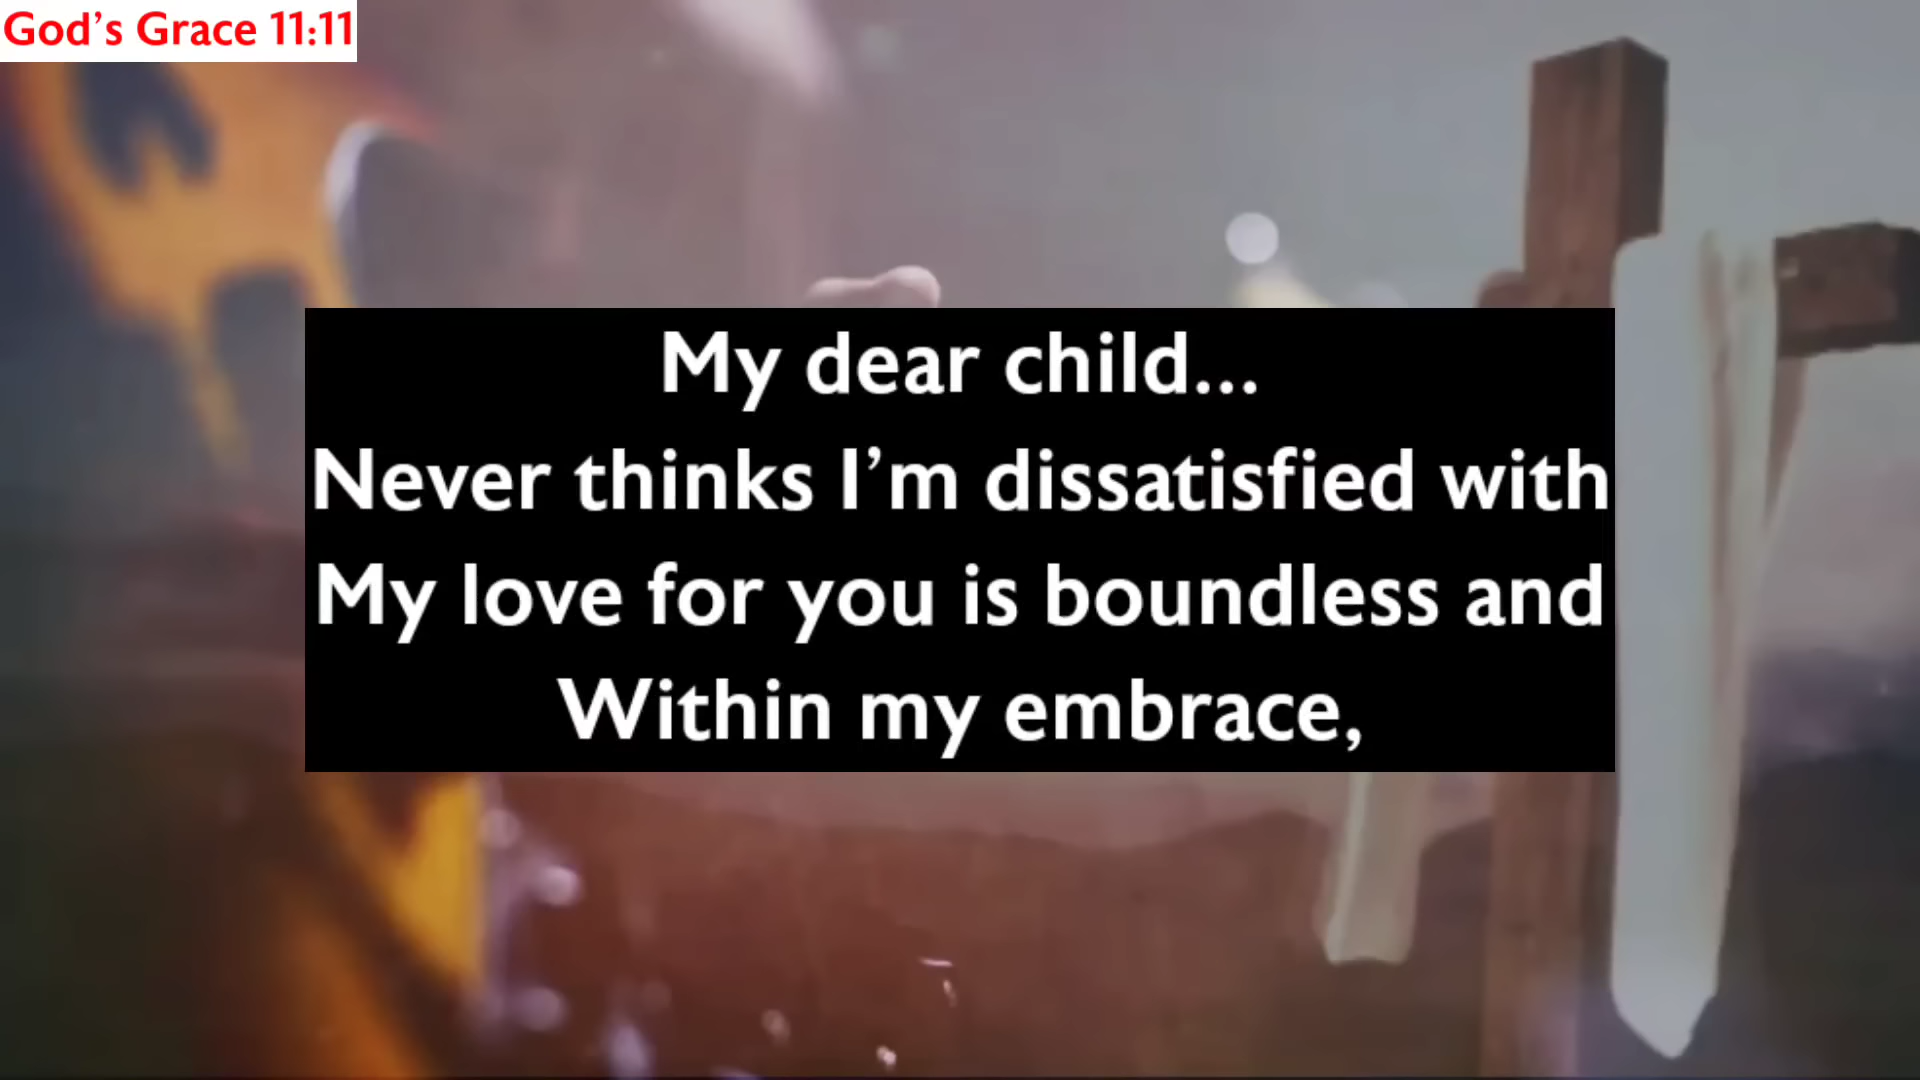 God’s Grace 11:11
My dear child...
Never thinks I’m dissatisfied with
My love for you is boundless and
Within my embrace,